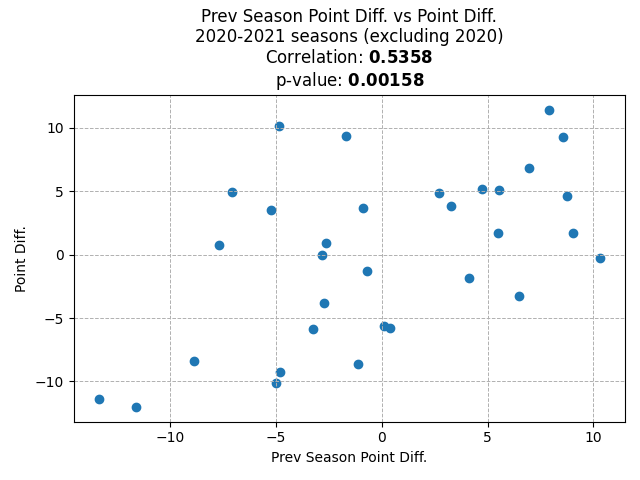 Prev Season Point Diff. vs Point Diff.
2020-2021 seasons (excluding 2020)
Correlation: 0.5358
p-value: 0.00158
10
5
0
−5
−10
Point Diff.
−10
−5
0
5
10
Prev Season Point Diff.